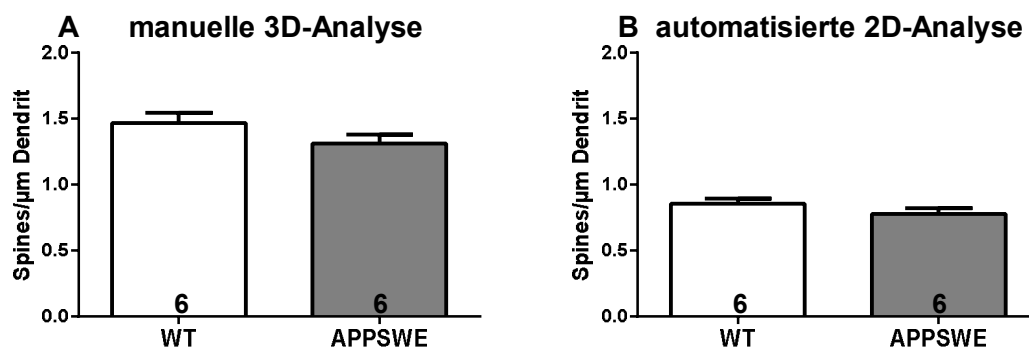 A manuelle 3D-Analyse
Spines/µm Dendrit
2.0
1.5
1.0
0.5
0.0
6 6
WT APPSWE
B automatisierte 2D-Analyse
Spines/µm Dendrit
2.0
1.5
1.0
0.5
0.0
6 6
WT APPSWE